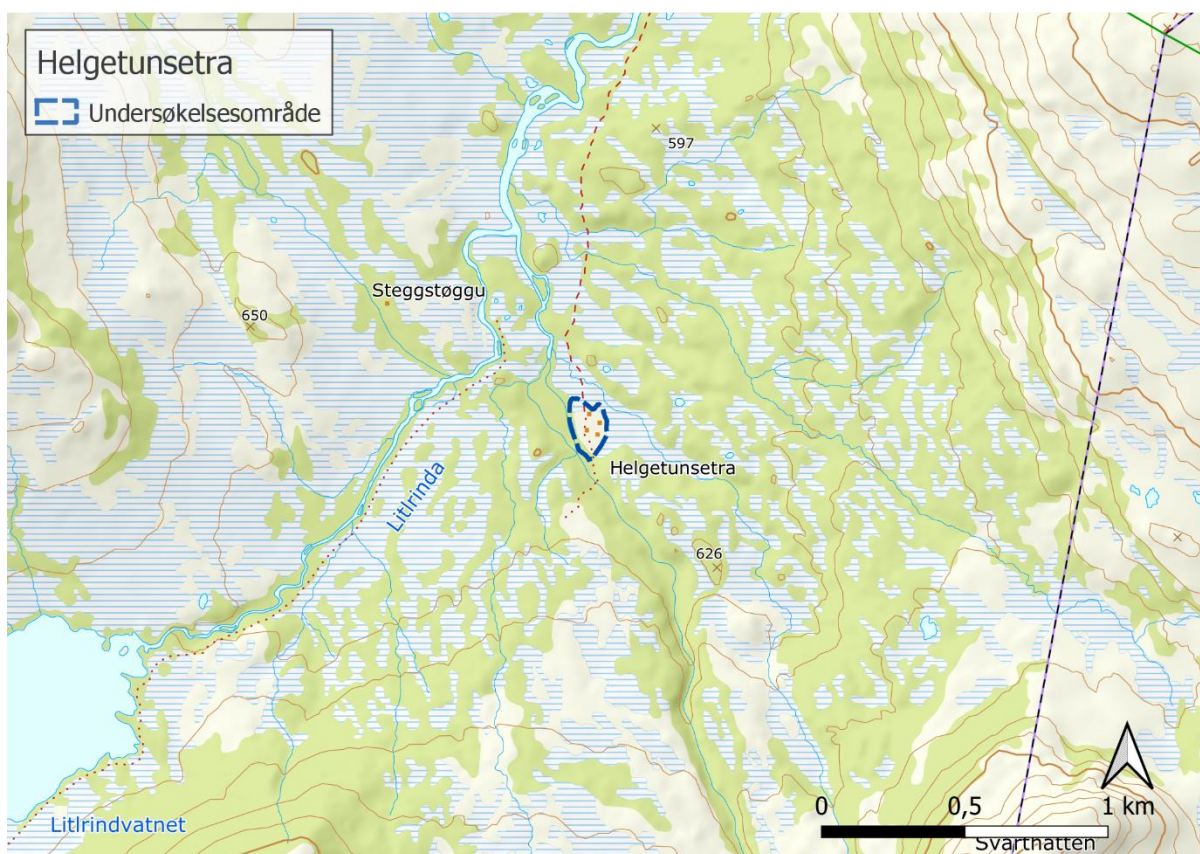 Helgetunsetra
Undersøkelsesområde
597
Steggstøggu
650
Helgetunsetra
Litlrinda
626
Litlrindvatnet
0 0,5 1 km
Svarthatten